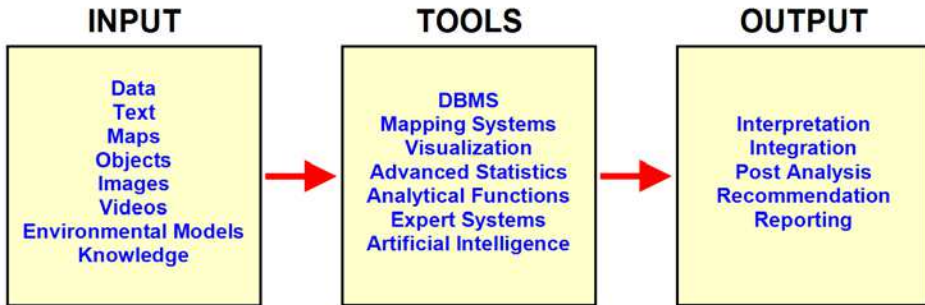 INPUT
Data
Text
Maps
Objects
Images
Videos
Environmental Models
Knowledge
TOOLS
DBMS
Mapping Systems
Visualization
Advanced Statistics
Analytical Functions
Expert Systems
Artificial Intelligence
OUTPUT
Interpretation
Integration
Post Analysis
Recommendation
Reporting